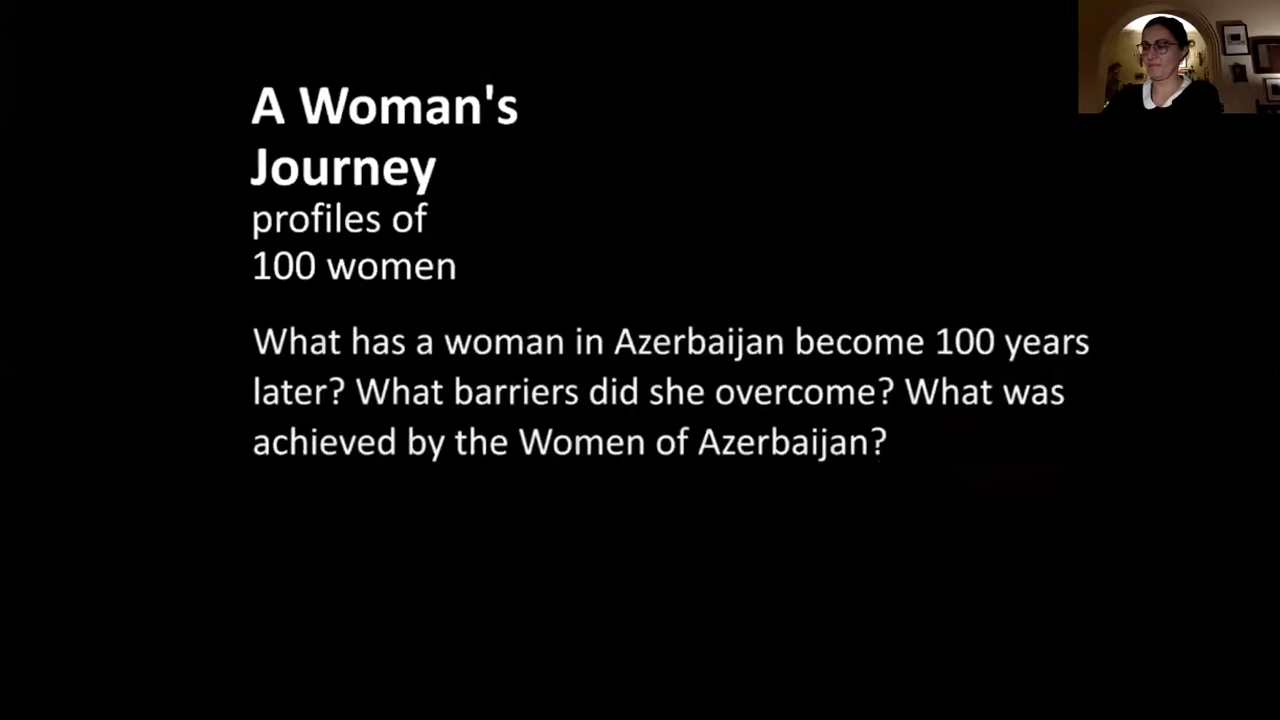 A Woman's
Journey
profiles of
100 women
What has a woman in Azerbaijan become 100 years
later? What barriers did she overcome? What was
achieved by the Women of Azerbaijan?